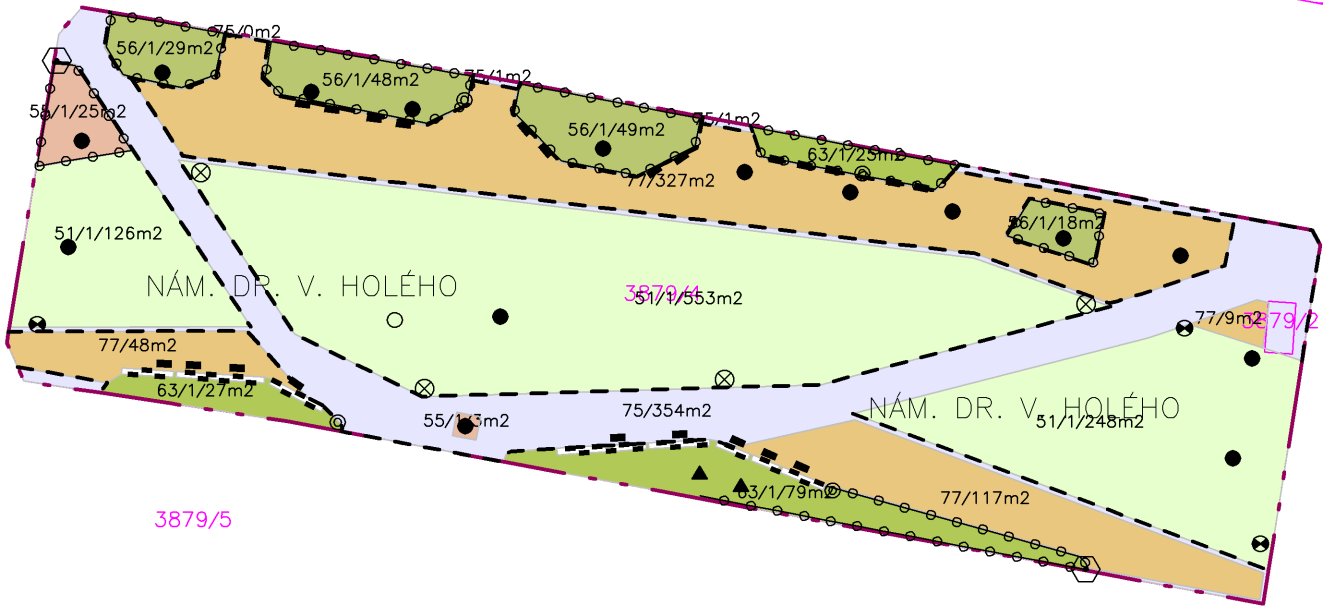 75/0m2
56/1/29m2
56/1/48m2
75/1m2
55/1/25m2
56/1/49m2
75/1m2
63/1/25m2
77/327m2
56/1/18m2
51/1/126m2
NÁM. DR. V. HOLÉHO
3879/4
51/1/553m2
77/9m2
3879/2
77/48m2
63/1/27m2
55/1/3m2
75/354m2
NÁM. DR. V. HOLÉHO
51/1/248m2
63/1/79m2
77/117m2
3879/5